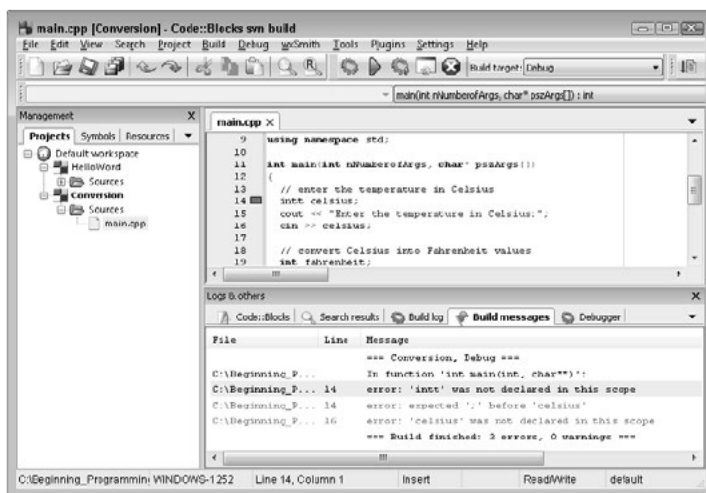 main.cpp [Conversion] - Code::Blocks svn build
File Edit View Search Project Build Debug wxSmith Tools Plugins Settings Help
Build target: Debug
main(int nNumberofArgs, char* pszArgs[]) : int
Management X
Projects Symbols Resources
main.cpp X
Default workspace
HelloWord
Sources
Conversion
Sources
main.cpp
9 using namespace std;
10
11 int main(int nNumberofArgs, char* pszArgs[])
12 {
13 // enter the temperature in Celsius
14 intt celsius;
15 cout << "Enter the temperature in Celsius:";
16 cin >> celsius;
17
18 // convert Celsius into Fahrenheit values
19 int fahrenheit;
Logs & others X
Code::Blocks Search results Build log Build messages Debugger
File Line Message
=== Conversion, Debug ===
C:\Beginning_P... In function 'int main(int, char**)':
C:\Beginning_P... 14 error: 'intt' was not declared in this scope
C:\Beginning_P... 14 error: expected ';' before 'celsius'
C:\Beginning_P... 16 error: 'celsius' was not declared in this scope
=== Build finished: 3 errors, 0 warnings ===
C:\Beginning_Programmin WINDOWS-1252 Line 14, Column 1 Insert Read/Write default